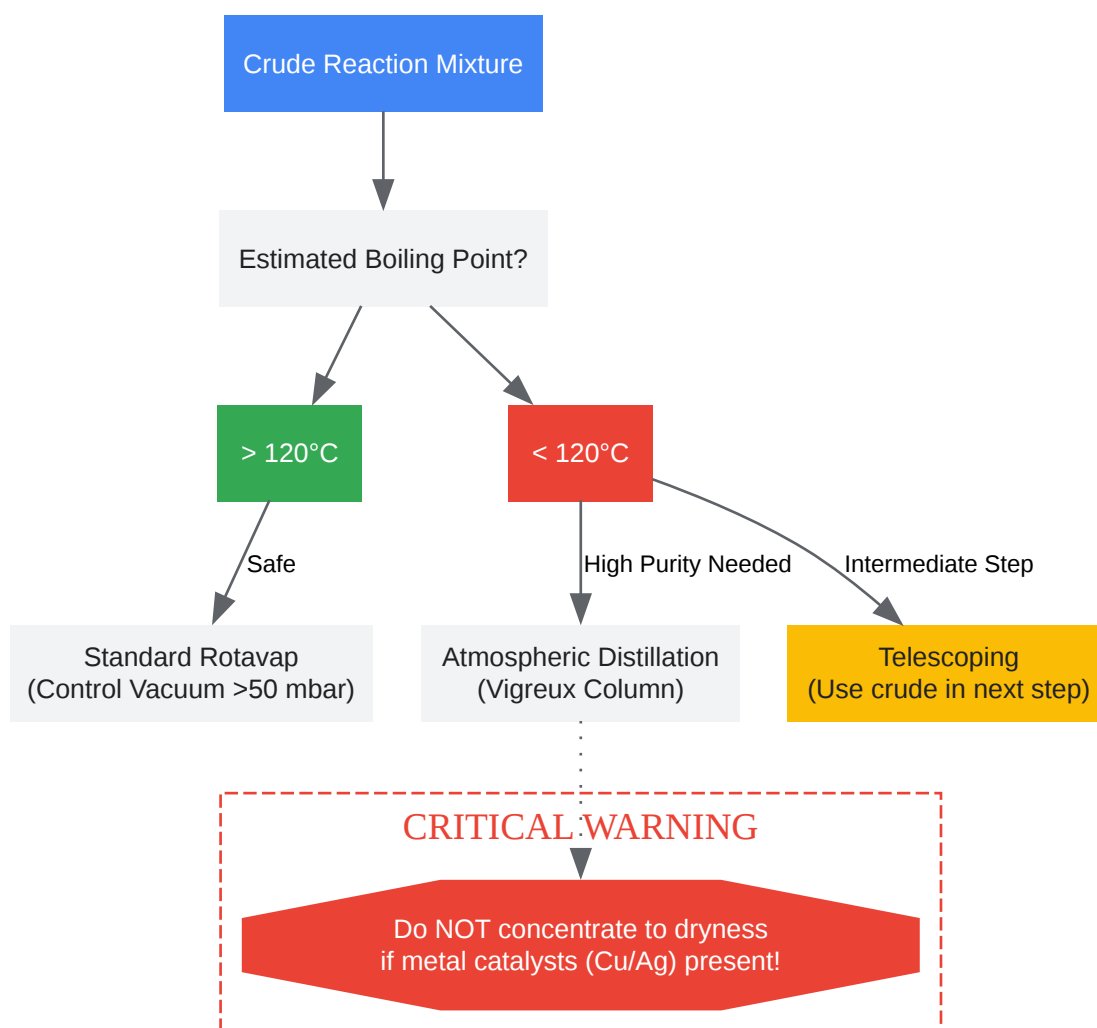 Crude Reaction Mixture
Estimated Boiling Point?
> 120°C
< 120°C
Safe
High Purity Needed
Intermediate Step
Standard Rotavap
(Control Vacuum >50 mbar)
Atmospheric Distillation
(Vigreux Column)
Telescoping
(Use crude in next step)
CRITICAL WARNING
Do NOT concentrate to dryness
if metal catalysts (Cu/Ag) present!